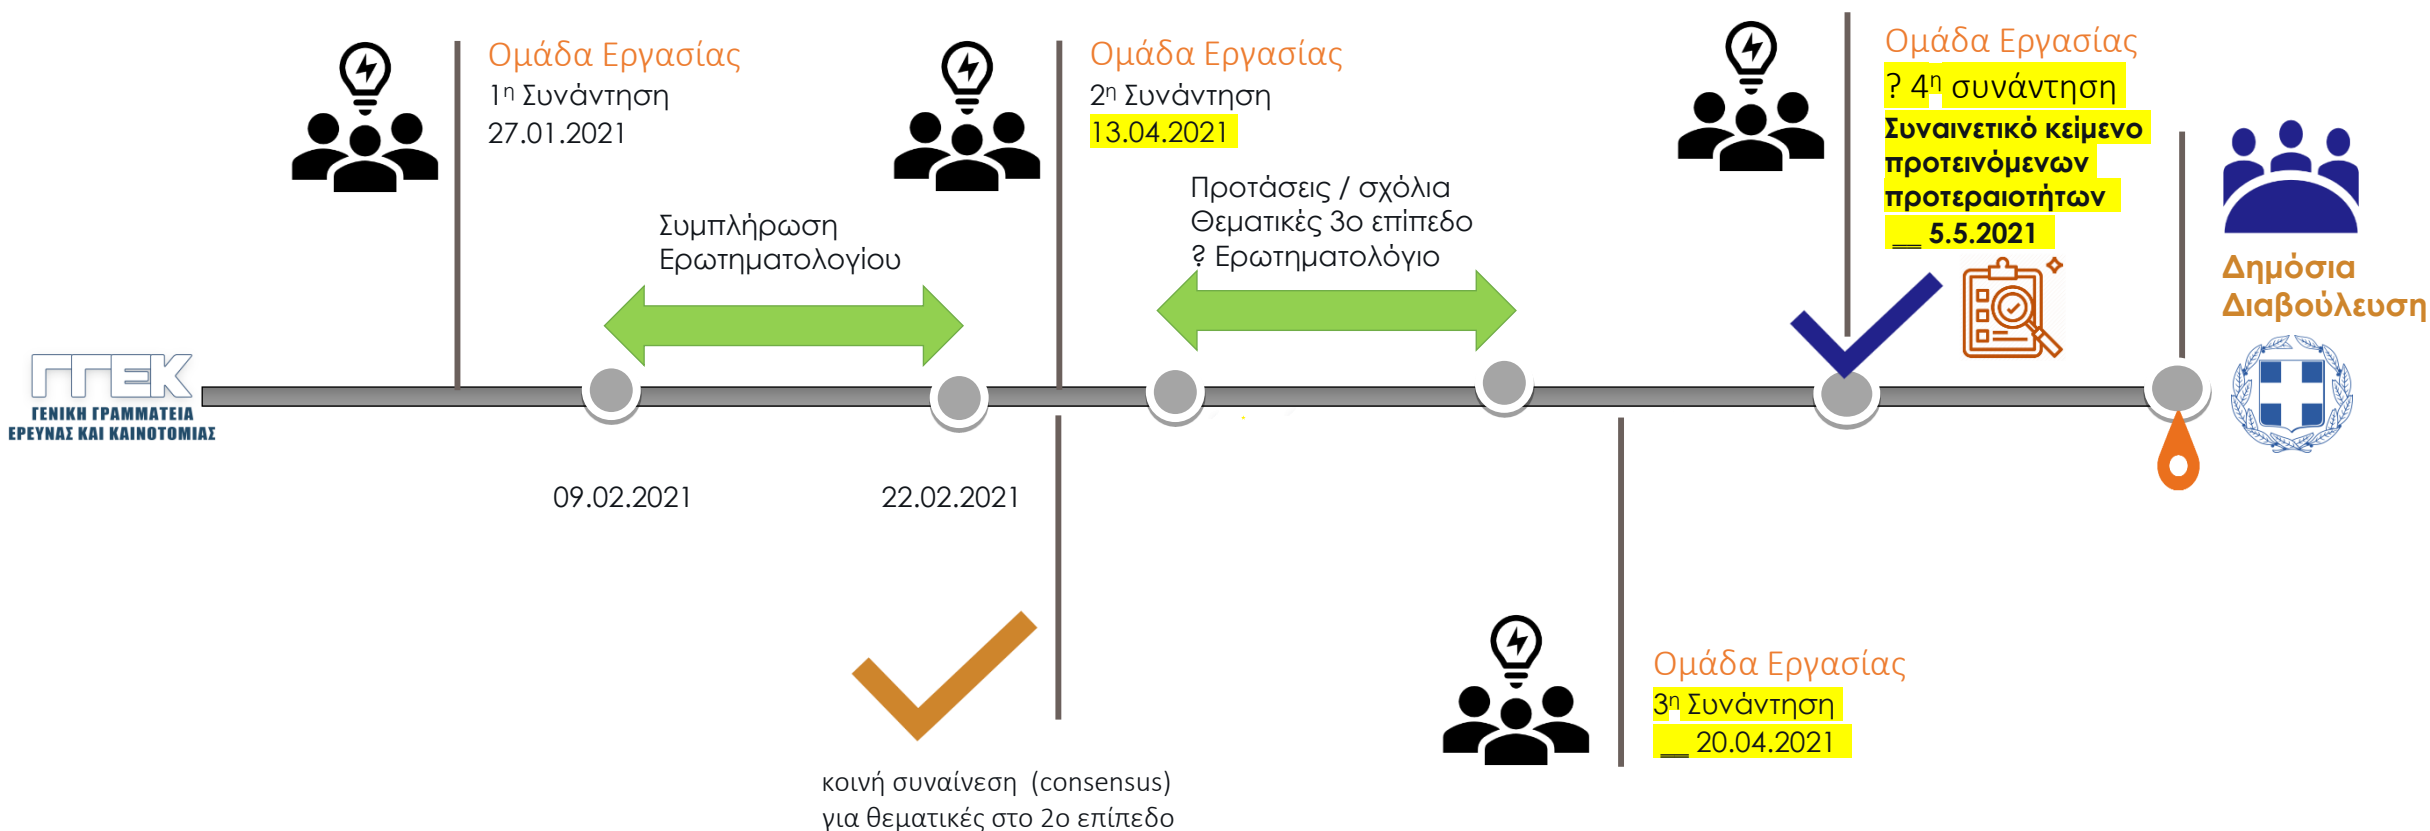 Ομάδα Εργασίας
1η Συνάντηση
27.01.2021
Ομάδα Εργασίας
2η Συνάντηση
13.04.2021
Ομάδα Εργασίας
? 4η συνάντηση
Συναινετικό κείμενο
προτεινόμενων
προτεραιοτήτων
__ 5.5.2021
Συμπλήρωση
Ερωτηματολογίου
Προτάσεις / σχόλια
Θεματικές 3ο επίπεδο
? Ερωτηματολόγιο
Δημόσια
Διαβούλευση
ΓΓΕΚ
ΓΕΝΙΚΗ ΓΡΑΜΜΑΤΕΙΑ
ΕΡΕΥΝΑΣ ΚΑΙ ΚΑΙΝΟΤΟΜΙΑΣ
09.02.2021
22.02.2021
Ομάδα Εργασίας
3η Συνάντηση
__ 20.04.2021
κοινή συναίνεση (consensus)
για θεματικές στο 2ο επίπεδο